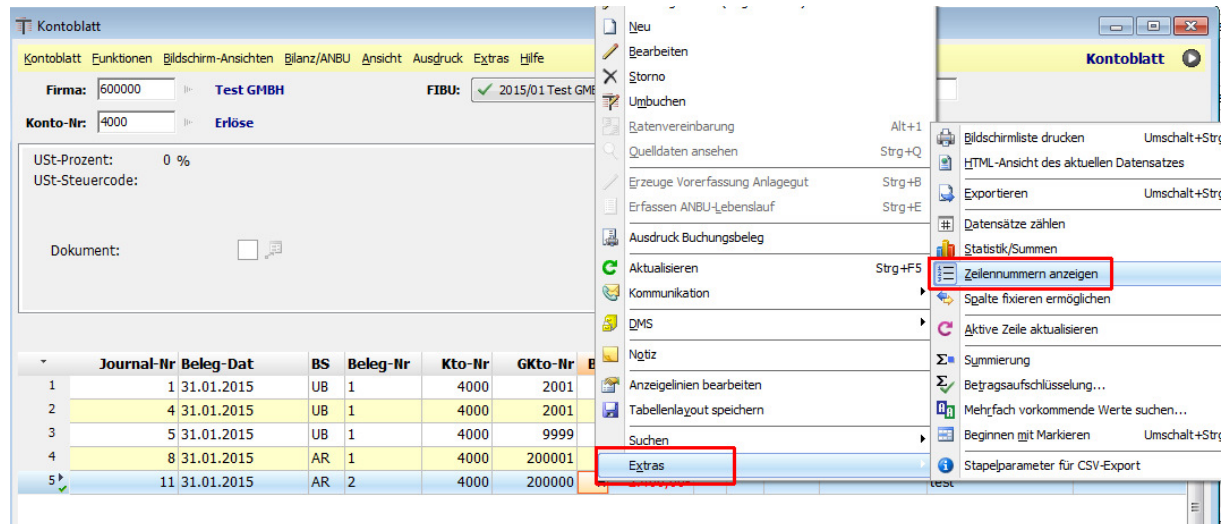 Kontoblatt
Kontoblatt Funktionen Bildschirm-Ansichten Bilanz/ANBU Ansicht Ausdruck Extras Hilfe
Kontoblatt
Firma: 600000 Test GMBH FIBU: 2015/01 Test
Konto-Nr: 4000 Erlöse
USt-Prozent: 0 %
USt-Steuercode:
Dokument:
Journal-Nr Beleg-Dat BS Beleg-Nr Kto-Nr GKto-Nr
1 1 31.01.2015 UB 1 4000 2001
2 4 31.01.2015 UB 1 4000 2001
3 5 31.01.2015 UB 1 4000 9999
4 8 31.01.2015 AR 1 4000 200001
5 11 31.01.2015 AR 2 4000 200000
Neu
Bearbeiten
Storno
Umbuchen
Ratenvereinbarung Alt+1
Quelldaten ansehen Strg+Q
Erzeuge Vorerfassung Anlagegut Strg+B
Erfassen ANBU-Lebenslauf Strg+E
Ausdruck Buchungsbeleg
Aktualisieren Strg+F5
Kommunikation
DMS
Notiz
Anzeigelinien bearbeiten
Tabellenlayout speichern
Suchen
Extras
Bildschirmliste drucken Umschalt+Strg
HTML-Ansicht des aktuellen Datensatzes
Exportieren Umschalt+Strg
Datensätze zählen
Statistik/Summen
Zeilennummern anzeigen
Spalte fixieren ermöglichen
Aktive Zeile aktualisieren
Summierung
Betragsaufschlüsselung...
Mehrfach vorkommende Werte suchen...
Beginnen mit Markieren Umschalt+Strg
Stapelparameter für CSV-Export